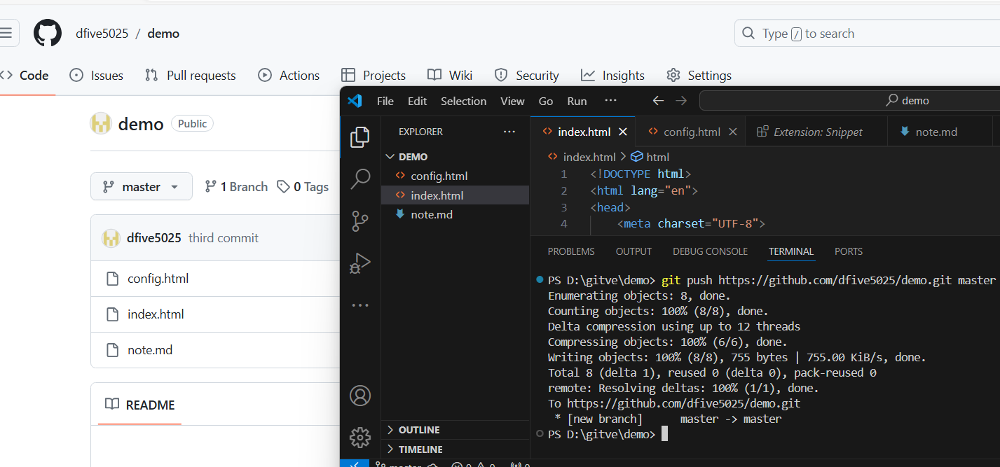 dfive5025 / demo
Type / to search
Code Issues Pull requests Actions Projects Wiki Security Insights Settings
demo Public
master 1 Branch 0 Tags
dfive5025 third commit
config.html
index.html
note.md
README
File Edit Selection View Go Run ··· demo
EXPLORER ···
DEMO
config.html
index.html
note.md
OUTLINE
TIMELINE
index.html config.html Extension: Snippet note.md
index.html > html
1 <!DOCTYPE html>
2 <html lang="en">
3 <head>
4 <meta charset="UTF-8">
PROBLEMS OUTPUT DEBUG CONSOLE TERMINAL PORTS
PS D:\gitve\demo> git push https://github.com/dfive5025/demo.git master
Enumerating objects: 8, done.
Counting objects: 100% (8/8), done.
Delta compression using up to 12 threads
Compressing objects: 100% (6/6), done.
Writing objects: 100% (8/8), 755 bytes | 755.00 KiB/s, done.
Total 8 (delta 1), reused 0 (delta 0), pack-reused 0
remote: Resolving deltas: 100% (1/1), done.
To https://github.com/dfive5025/demo.git
* [new branch] master -> master
PS D:\gitve\demo>
master 0 0 0